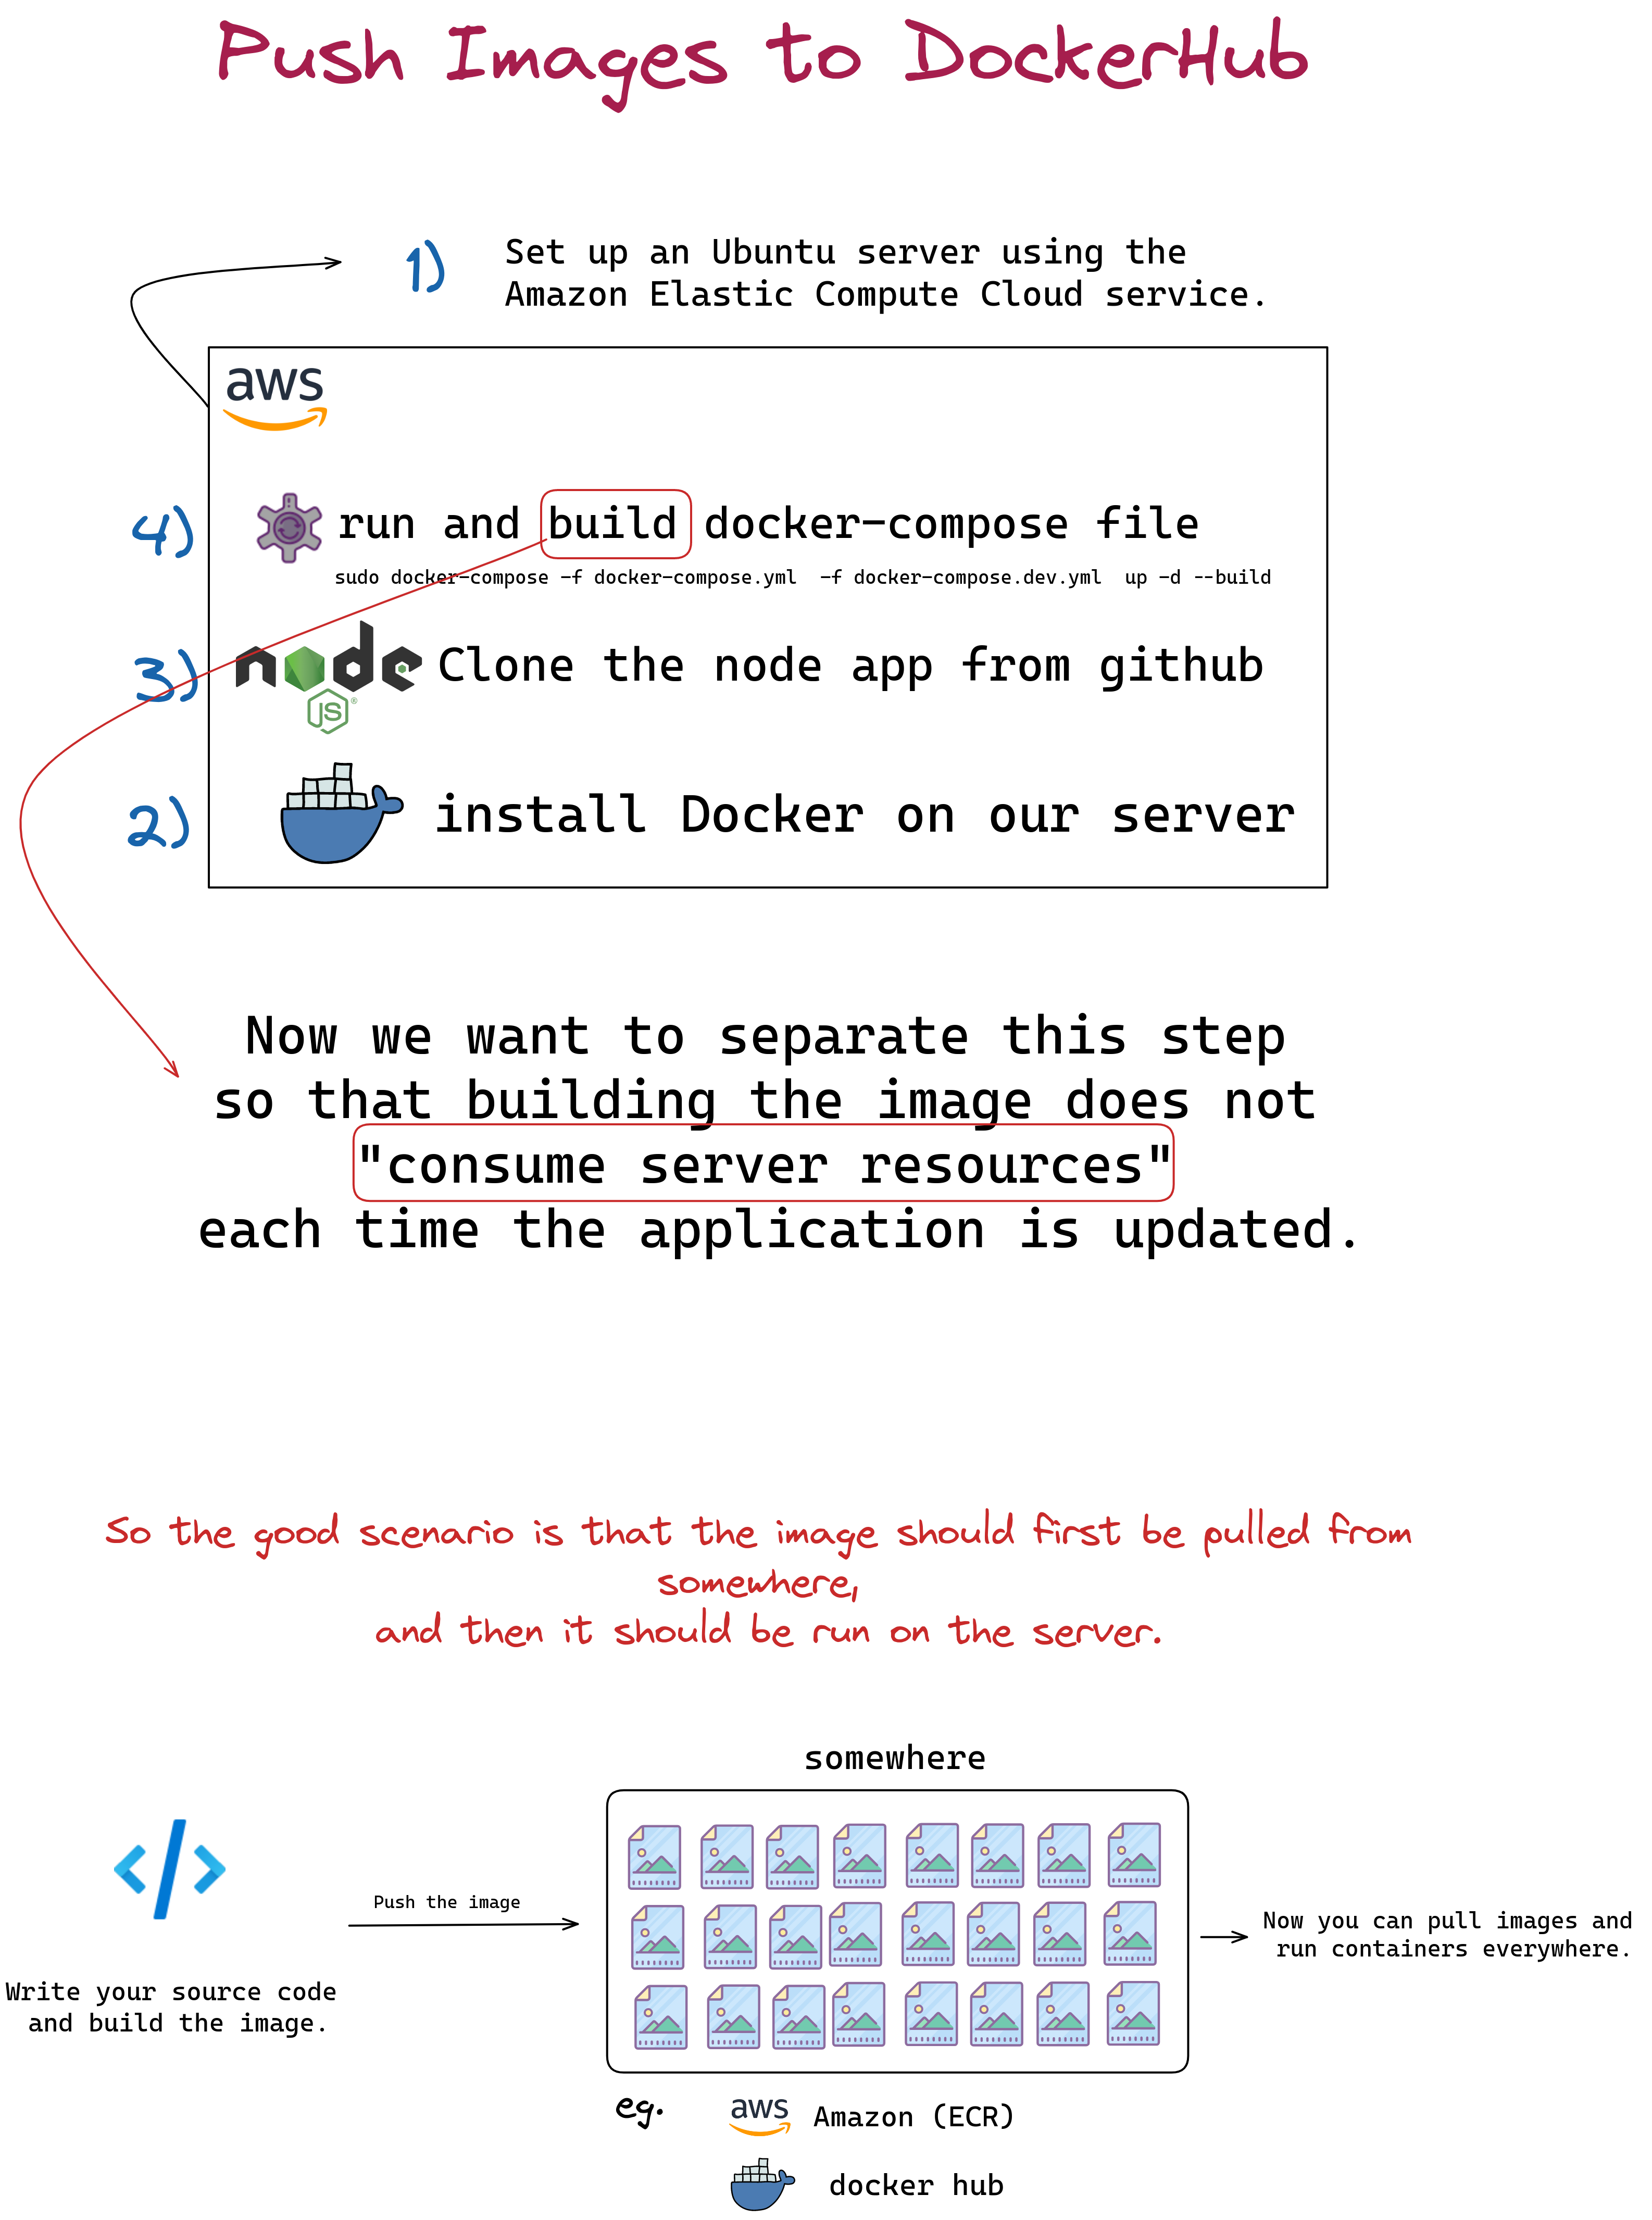 Push Images to DockerHub
1)
Set up an Ubuntu server using the
Amazon Elastic Compute Cloud service.
aws
4)
run and build docker-compose file
sudo docker-compose -f docker-compose.yml  -f docker-compose.dev.yml  up -d --build
3)
node
JS
®
Clone the node app from github
2)
install Docker on our server
Now we want to separate this step
so that building the image does not
"consume server resources"
each time the application is updated.
So the good scenario is that the image should first be pulled from
somewhere,
and then it should be run on the server.
somewhere
</>
Push the image
Write your source code
and build the image.
Now you can pull images and
run containers everywhere.
eg.
aws
Amazon (ECR)
docker hub